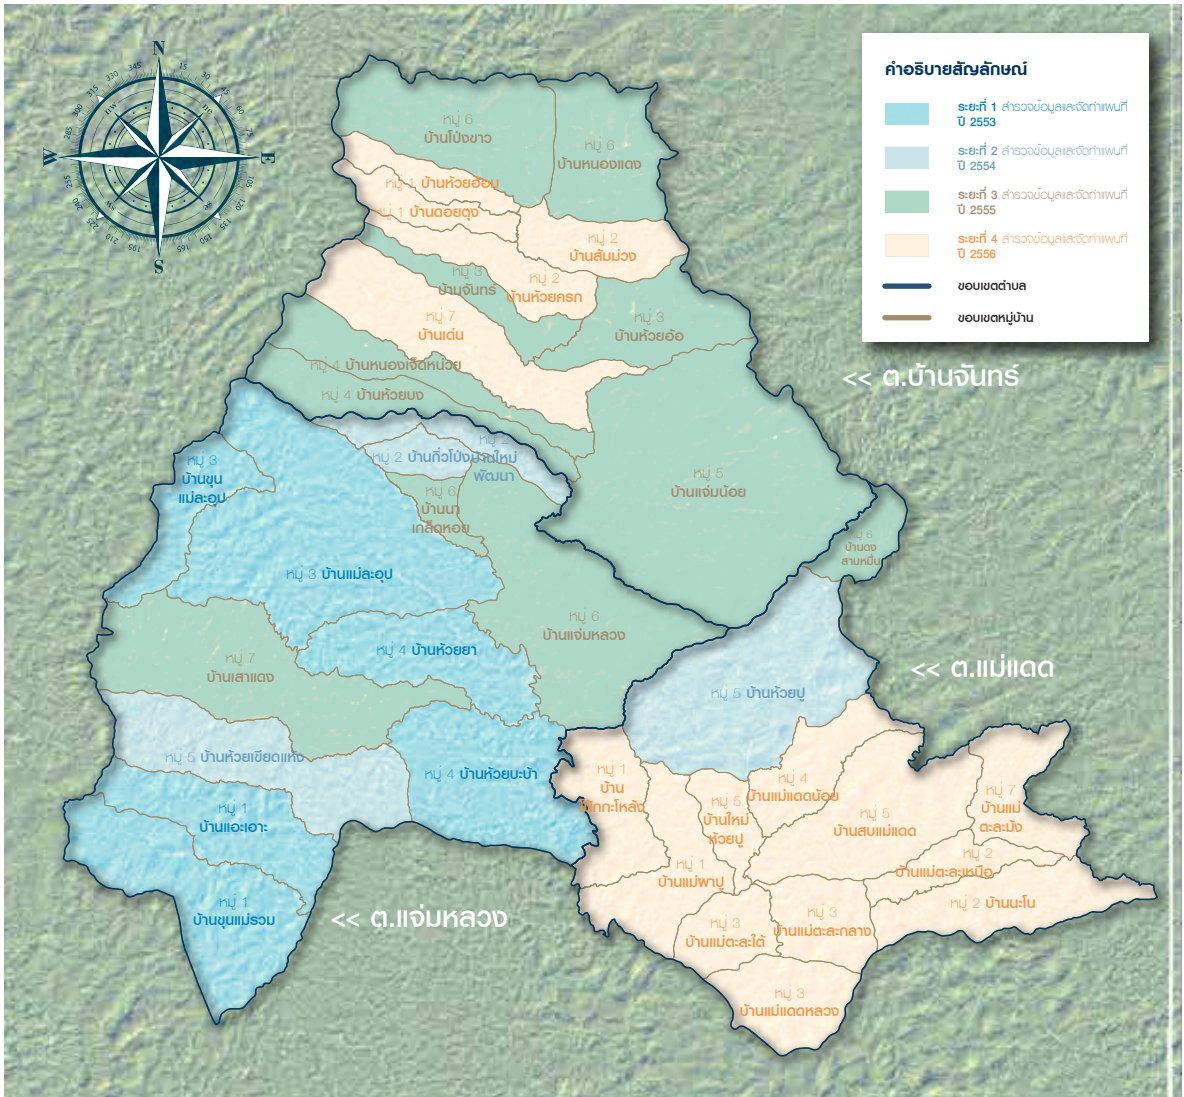 N
E
S
W
คำอธิบายสัญลักษณ์
ระยะที่ 1 สำรวจข้อมูลและจัดทำแผนที่
ปี 2553
ระยะที่ 2 สำรวจข้อมูลและจัดทำแผนที่
ปี 2554
ระยะที่ 3 สำรวจข้อมูลและจัดทำแผนที่
ปี 2555
ระยะที่ 4 สำรวจข้อมูลและจัดทำแผนที่
ปี 2556
ขอบเขตตำบล
ขอบเขตหมู่บ้าน
หมู่ 6
บ้านโป่งขาว
หมู่ 6
บ้านหนองแดง
หมู่ 1 บ้านห้วยอ้อม
หมู่ 1 บ้านดอยตุง
หมู่ 2
บ้านส้มม่วง
หมู่ 3
บ้านจันทร์
หมู่ 2
บ้านห้วยครก
หมู่ 7
บ้านเด่น
หมู่ 3
บ้านห้วยอ้อ
หมู่ 4 บ้านหนองเจ็ดหน่วย
หมู่ 4 บ้านห้วยบง
<< ต.บ้านจันทร์
หมู่ 5
บ้านแจ่มน้อย
หมู่ 3
บ้านขุน
แม่ละอุป
หมู่ 2 บ้านกิ่วโป่ง
หมู่ 2
บ้านใหม่
พัฒนา
หมู่ 6
บ้านนา
เกล็ดหอย
หมู่ 6
บ้านดง
สามหมื่น
หมู่ 3 บ้านแม่ละอุป
หมู่ 6
บ้านแจ่มหลวง
หมู่ 4 บ้านห้วยยา
หมู่ 7
บ้านเสาแดง
<< ต.แม่แดด
หมู่ 5 บ้านห้วยปู
หมู่ 5 บ้านห้วยเขียดแห้ง
หมู่ 4 บ้านห้วยบะบ้า
หมู่ 1
บ้านแอะเอาะ
หมู่ 1
บ้านขุนแม่รวม
<< ต.แจ่มหลวง
หมู่ 1
บ้าน
โป๊กกะโหล้ง
หมู่ 4
บ้านแม่แดดน้อย
หมู่ 5
บ้านใหม่
ห้วยปู
หมู่ 5
บ้านสบแม่แดด
หมู่ 7
บ้านแม่
ตะละม้ง
หมู่ 1
บ้านแม่ผาปู
หมู่ 2
บ้านแม่ตะละเหนือ
หมู่ 2 บ้านนะโน
หมู่ 3
บ้านแม่ตะละใต้
หมู่ 3
บ้านแม่ตะละกลาง
หมู่ 3
บ้านแม่แดดหลวง